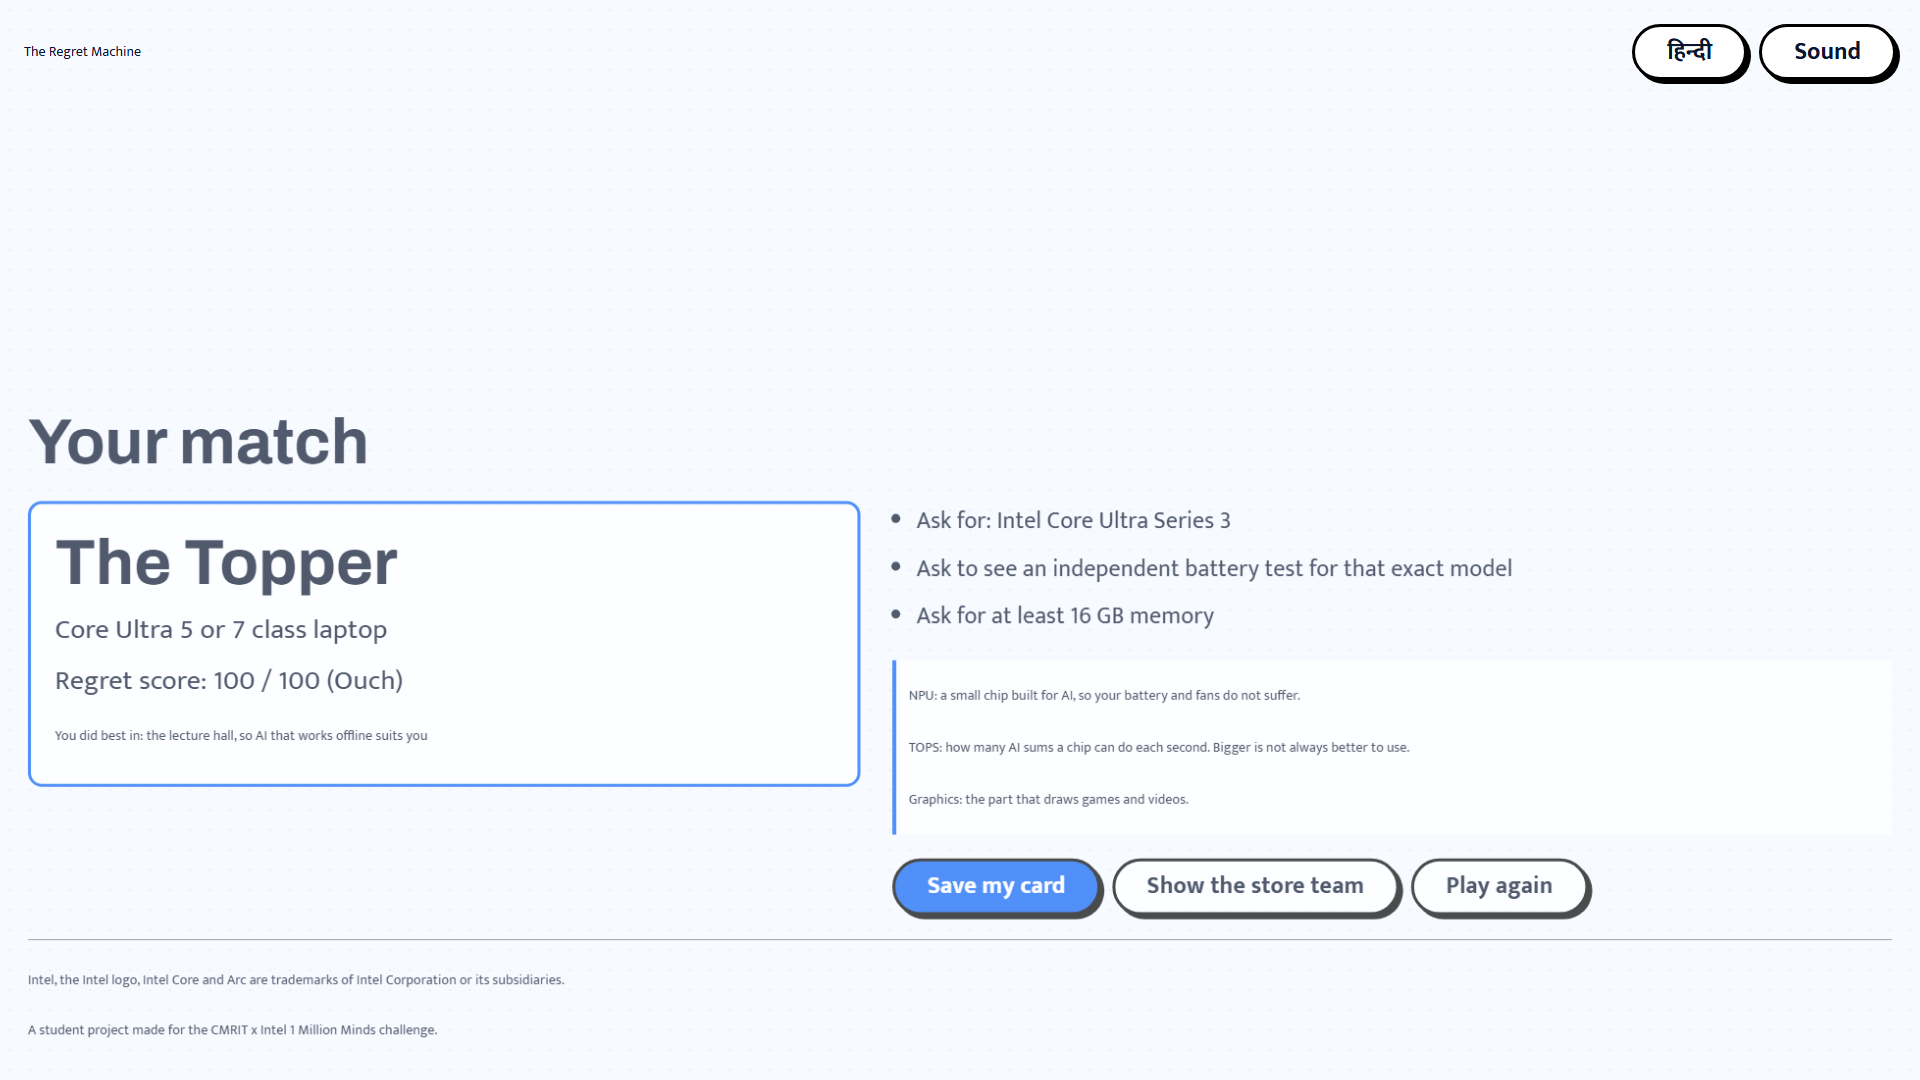 The Regret Machine
हिन्दी
Sound
Your match
The Topper
Core Ultra 5 or 7 class laptop
Regret score: 100 / 100 (Ouch)
You did best in: the lecture hall, so AI that works offline suits you
Ask for: Intel Core Ultra Series 3
Ask to see an independent battery test for that exact model
Ask for at least 16 GB memory
NPU: a small chip built for AI, so your battery and fans do not suffer.
TOPS: how many AI sums a chip can do each second. Bigger is not always better to use.
Graphics: the part that draws games and videos.
Save my card
Show the store team
Play again
Intel, the Intel logo, Intel Core and Arc are trademarks of Intel Corporation or its subsidiaries.
A student project made for the CMRIT x Intel 1 Million Minds challenge.